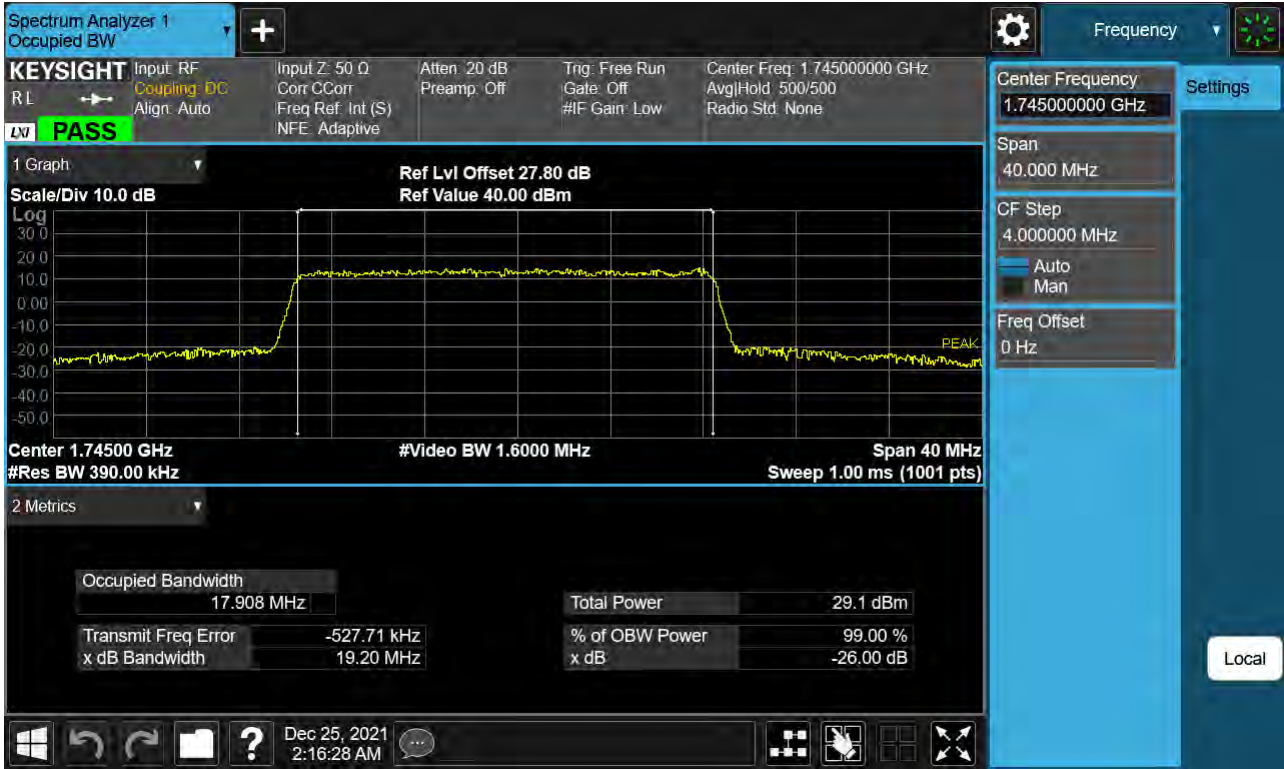 Spectrum Analyzer 1
Occupied BW
Frequency
KEYSIGHT
R L
LXI
PASS
Input: RF
Coupling: DC
Align: Auto
Input Z: 50 Ω
Corr CCorr
Freq Ref: Int (S)
NFE: Adaptive
Atten: 20 dB
Preamp: Off
Trig: Free Run
Gate: Off
#IF Gain: Low
Center Freq: 1.745000000 GHz
Avg|Hold: 500/500
Radio Std: None
Center Frequency
1.745000000 GHz
Settings
Span
40.000 MHz
CF Step
4.000000 MHz
Auto
Man
Freq Offset
0 Hz
Local
1 Graph
Scale/Div 10.0 dB
Ref Lvl Offset 27.80 dB
Ref Value 40.00 dBm
Log
30.0
20.0
10.0
0.00
-10.0
-20.0
-30.0
-40.0
-50.0
PEAK
Center 1.74500 GHz
#Video BW 1.6000 MHz
Span 40 MHz
#Res BW 390.00 kHz
Sweep 1.00 ms (1001 pts)
2 Metrics
Occupied Bandwidth
17.908 MHz
Total Power 29.1 dBm
Transmit Freq Error -527.71 kHz
% of OBW Power 99.00 %
x dB Bandwidth 19.20 MHz
x dB -26.00 dB
?
Dec 25, 2021
2:16:28 AM